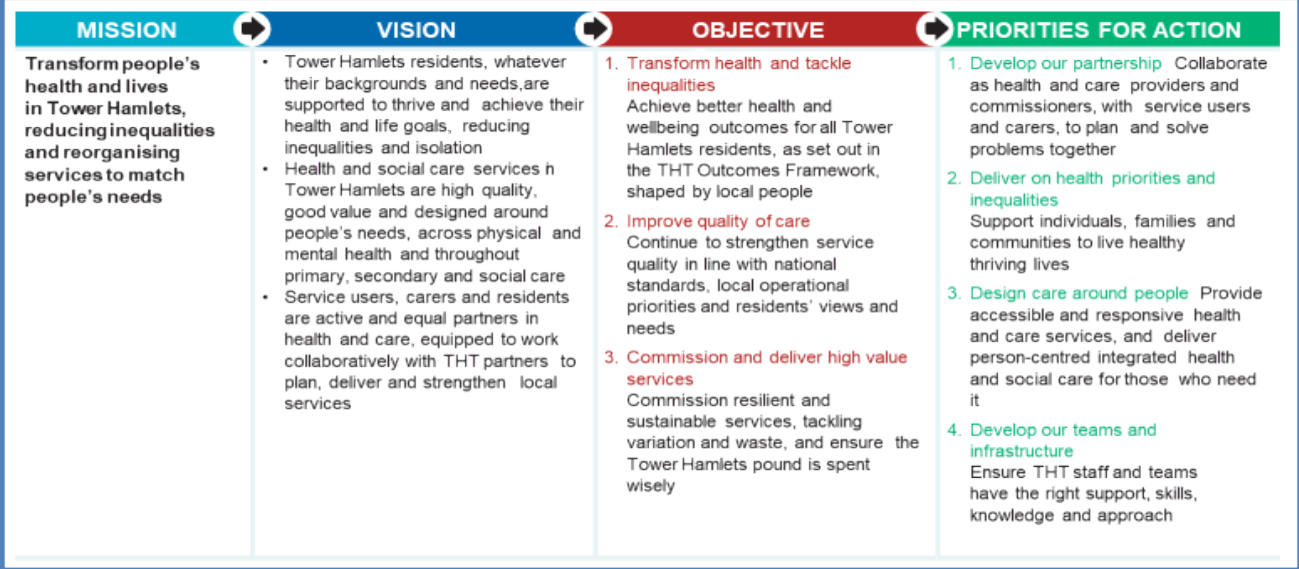 MISSION
Transform people's
health and lives
in Tower Hamlets,
reducing inequalities
and reorganising
services to match
people's needs
VISION
• Tower Hamlets residents, whatever
their backgrounds and needs, are
supported to thrive and achieve their
health and life goals, reducing
inequalities and isolation
• Health and social care services in
Tower Hamlets are high quality,
good value and designed around
people's needs, across physical and
mental health and throughout
primary, secondary and social care
• Service users, carers and residents
are active and equal partners in
health and care, equipped to work
collaboratively with THT partners to
plan, deliver and strengthen local
services
OBJECTIVE
1. Transform health and tackle
inequalities
Achieve better health and
wellbeing outcomes for all Tower
Hamlets residents, as set out in
the THT Outcomes Framework,
shaped by local people
2. Improve quality of care
Continue to strengthen service
quality in line with national
standards, local operational
priorities and residents' views and
needs
3. Commission and deliver high value
services
Commission resilient and
sustainable services, tackling
variation and waste, and ensure the
Tower Hamlets pound is spent
wisely
PRIORITIES FOR ACTION
1. Develop our partnership Collaborate
as health and care providers and
commissioners, with service users
and carers, to plan and solve
problems together
2. Deliver on health priorities and
inequalities
Support individuals, families and
communities to live healthy
thriving lives
3. Design care around people Provide
accessible and responsive health
and care services, and deliver
person-centred integrated health
and social care for those who need
it
4. Develop our teams and
infrastructure
Ensure THT staff and teams
have the right support, skills,
knowledge and approach